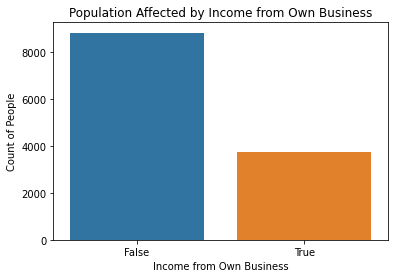 Population Affected by Income from Own Business
8000
6000
4000
2000
0
Count of People
False
True
Income from Own Business